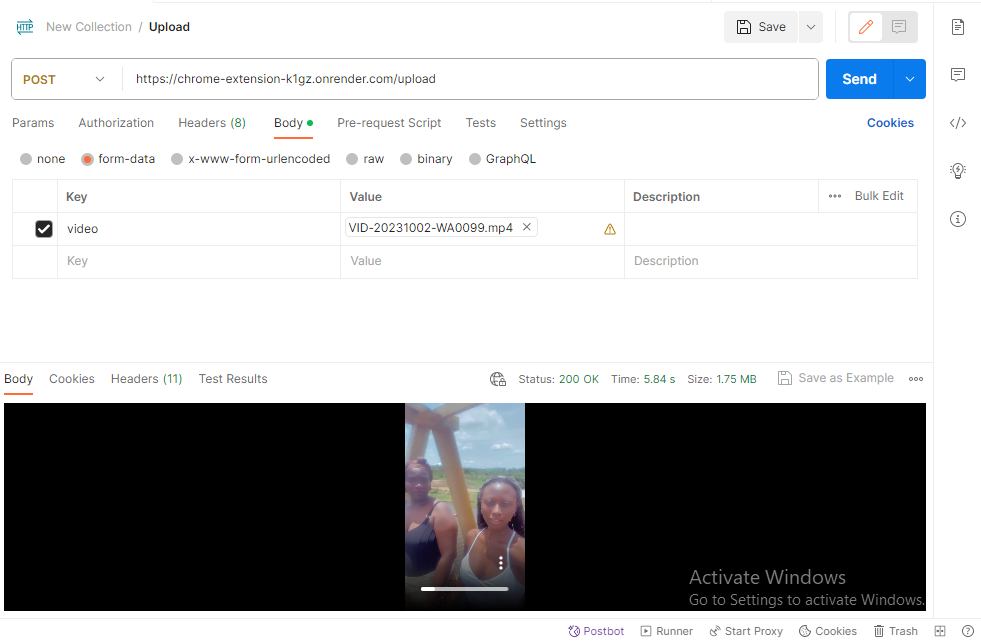 HTTP New Collection / Upload Save
POST https://chrome-extension-k1gz.onrender.com/upload Send
Params Authorization Headers (8) Body Pre-request Script Tests Settings Cookies
none form-data x-www-form-urlencoded raw binary GraphQL
Key Value Description Bulk Edit
video VID-20231002-WA0099.mp4
Key Value Description
Body Cookies Headers (11) Test Results Status: 200 OK Time: 5.84 s Size: 1.75 MB Save as Example
Activate Windows
Go to Settings to activate Windows.
Postbot Runner Start Proxy Cookies Trash